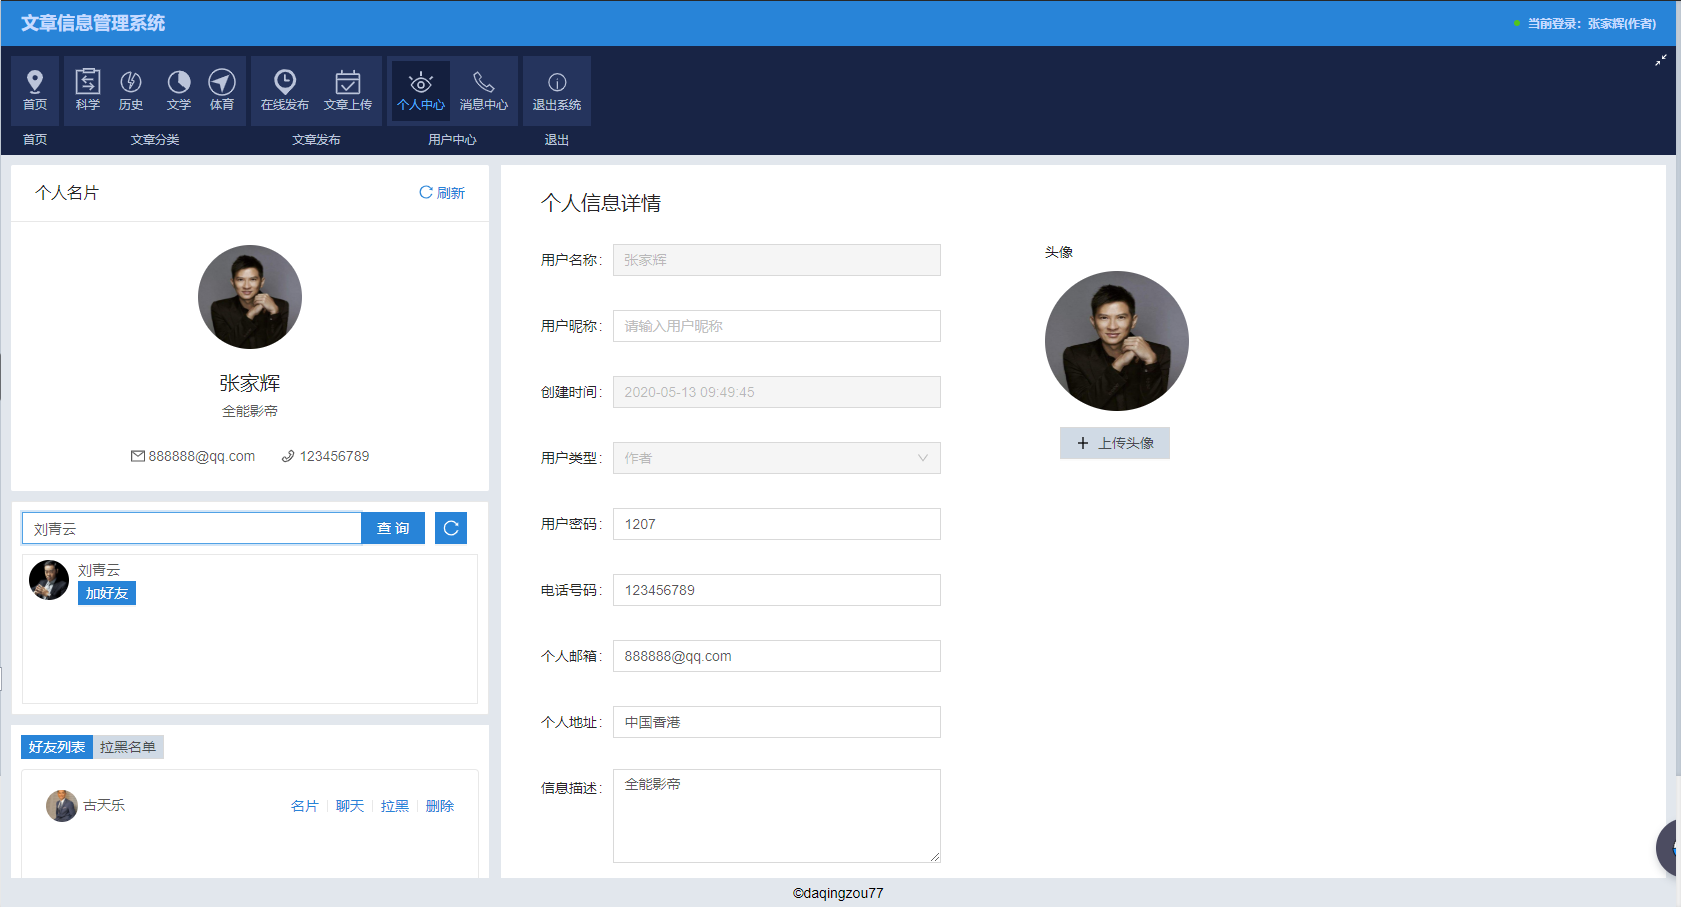 文章信息管理系统
当前登录：张家辉(作者)
首页 科学 历史 文学 体育 在线发布 文章上传 个人中心 消息中心 退出系统
首页 文章分类 文章发布 用户中心 退出
个人名片 刷新
张家辉
全能影帝
888888@qq.com 123456789
刘青云 查 询
刘青云
加好友
好友列表 拉黑名单
古天乐 名片 聊天 拉黑 删除
个人信息详情
用户名称: 张家辉
用户昵称: 请输入用户昵称
创建时间: 2020-05-13 09:49:45
用户类型: 作者
用户密码: 1207
电话号码: 123456789
个人邮箱: 888888@qq.com
个人地址: 中国香港
信息描述: 全能影帝
头像
上传头像
©daqingzou77